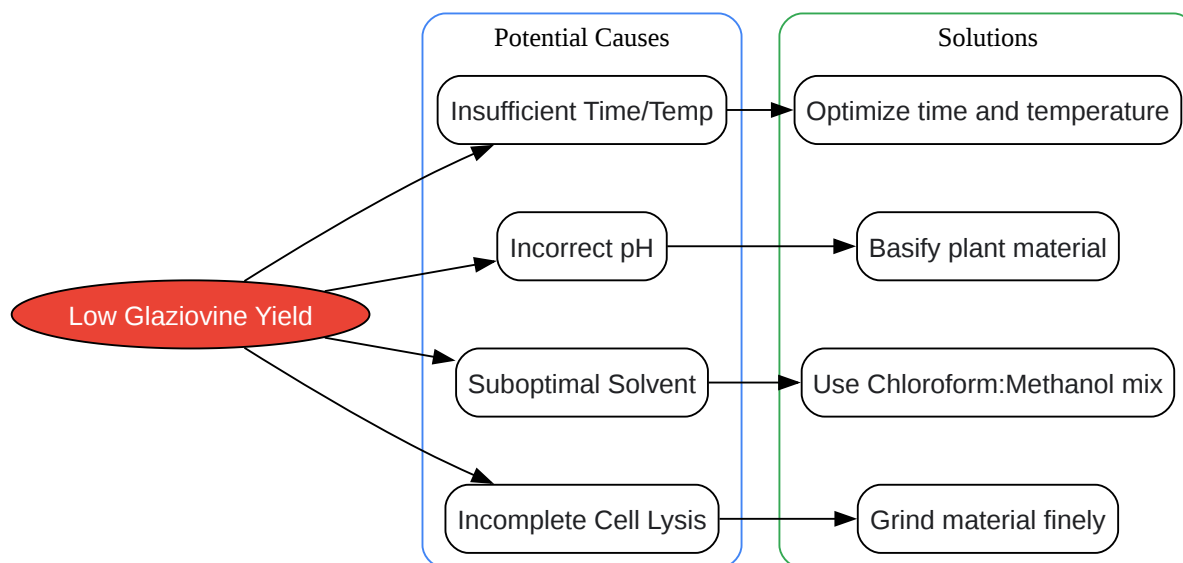 Potential Causes
Solutions
Insufficient Time/Temp
Optimize time and temperature
Incorrect pH
Basify plant material
Low Glaziovine Yield
Suboptimal Solvent
Use Chloroform:Methanol mix
Incomplete Cell Lysis
Grind material finely